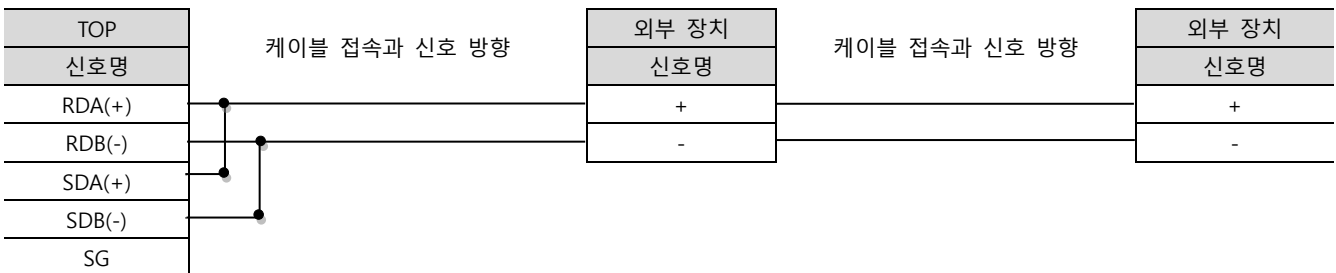 TOP
케이블 접속과 신호 방향
외부 장치
케이블 접속과 신호 방향
외부 장치
신호명
신호명
신호명
RDA(+)
+
+
RDB(-)
-
-
SDA(+)
SDB(-)
SG